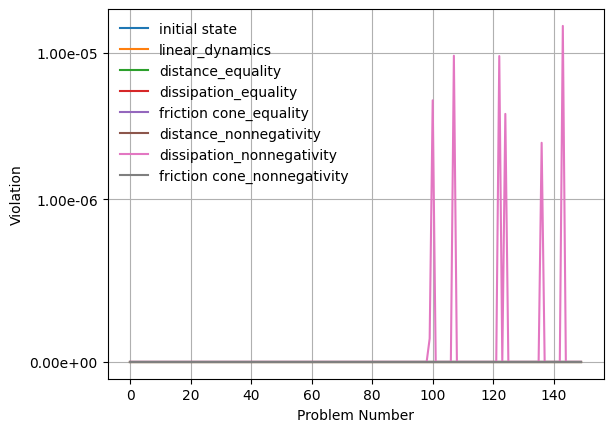 initial state
linear_dynamics
distance_equality
dissipation_equality
friction cone_equality
distance_nonnegativity
dissipation_nonnegativity
friction cone_nonnegativity
1.00e-05
1.00e-06
0.00e+00
Violation
0 20 40 60 80 100 120 140
Problem Number